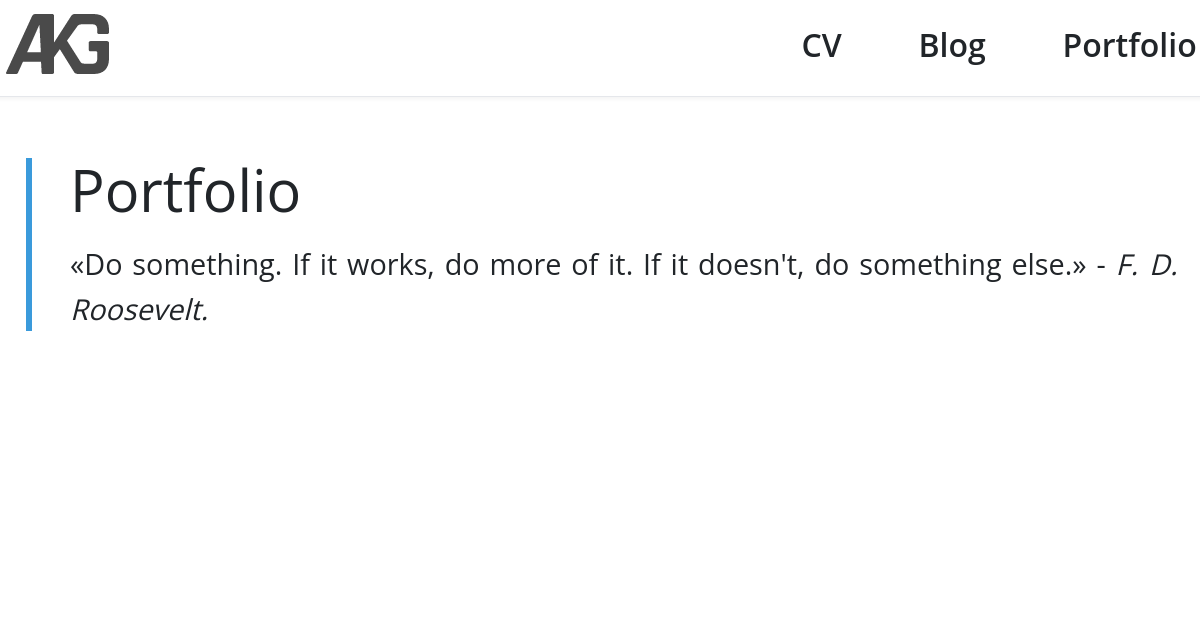 AKG
CV Blog Portfolio
Portfolio
«Do something. If it works, do more of it. If it doesn't, do something else.» - F. D.
Roosevelt.